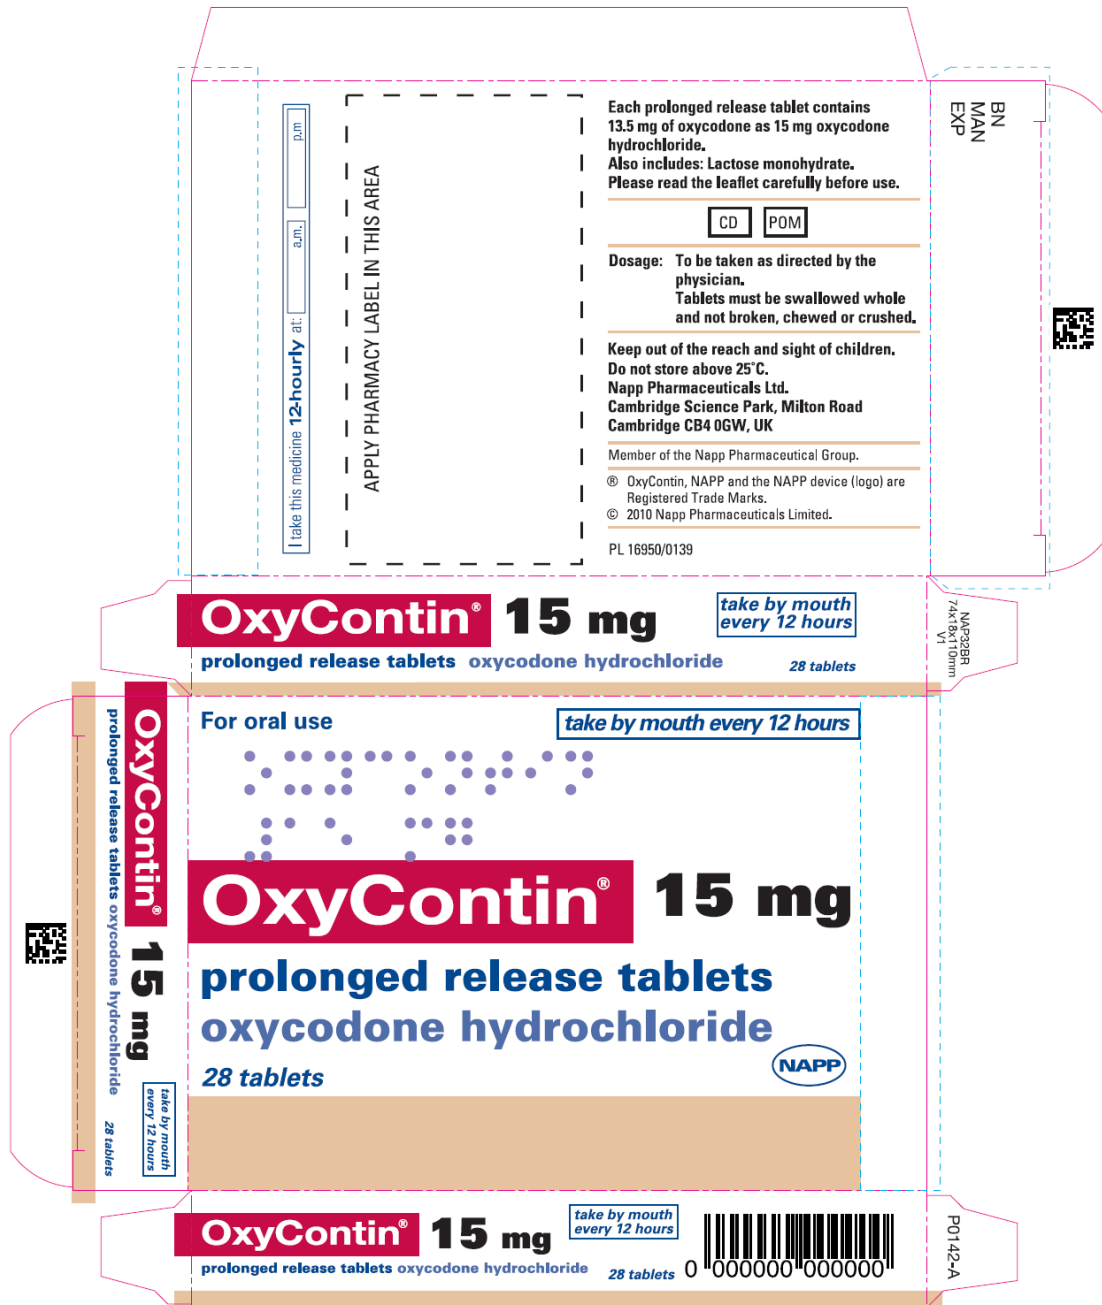 Each prolonged release tablet contains
13.5 mg of oxycodone as 15 mg oxycodone
hydrochloride.
Also includes: Lactose monohydrate.
Please read the leaflet carefully before use.
CD POM
Dosage: To be taken as directed by the
physician.
Tablets must be swallowed whole
and not broken, chewed or crushed.
Keep out of the reach and sight of children.
Do not store above 25˚C.
Napp Pharmaceuticals Ltd.
Cambridge Science Park, Milton Road
Cambridge CB4 0GW, UK
Member of the Napp Pharmaceutical Group.
® OxyContin, NAPP and the NAPP device (logo) are
Registered Trade Marks.
© 2010 Napp Pharmaceuticals Limited.
PL 16950/0139
APPLY PHARMACY LABEL IN THIS AREA
I take this medicine 12-hourly at: a.m. p.m
BN
MAN
EXP
OxyContin® 15 mg
take by mouth
every 12 hours
prolonged release tablets oxycodone hydrochloride
28 tablets
NAP32BR
74x18x110mm
V1
OxyContin® 15 mg
prolonged release tablets oxycodone hydrochloride
take by mouth
every 12 hours
28 tablets
For oral use
take by mouth every 12 hours
OxyContin® 15 mg
prolonged release tablets
oxycodone hydrochloride
28 tablets
NAPP
OxyContin® 15 mg
take by mouth
every 12 hours
prolonged release tablets oxycodone hydrochloride
28 tablets
0 000000 000000
P0142-A